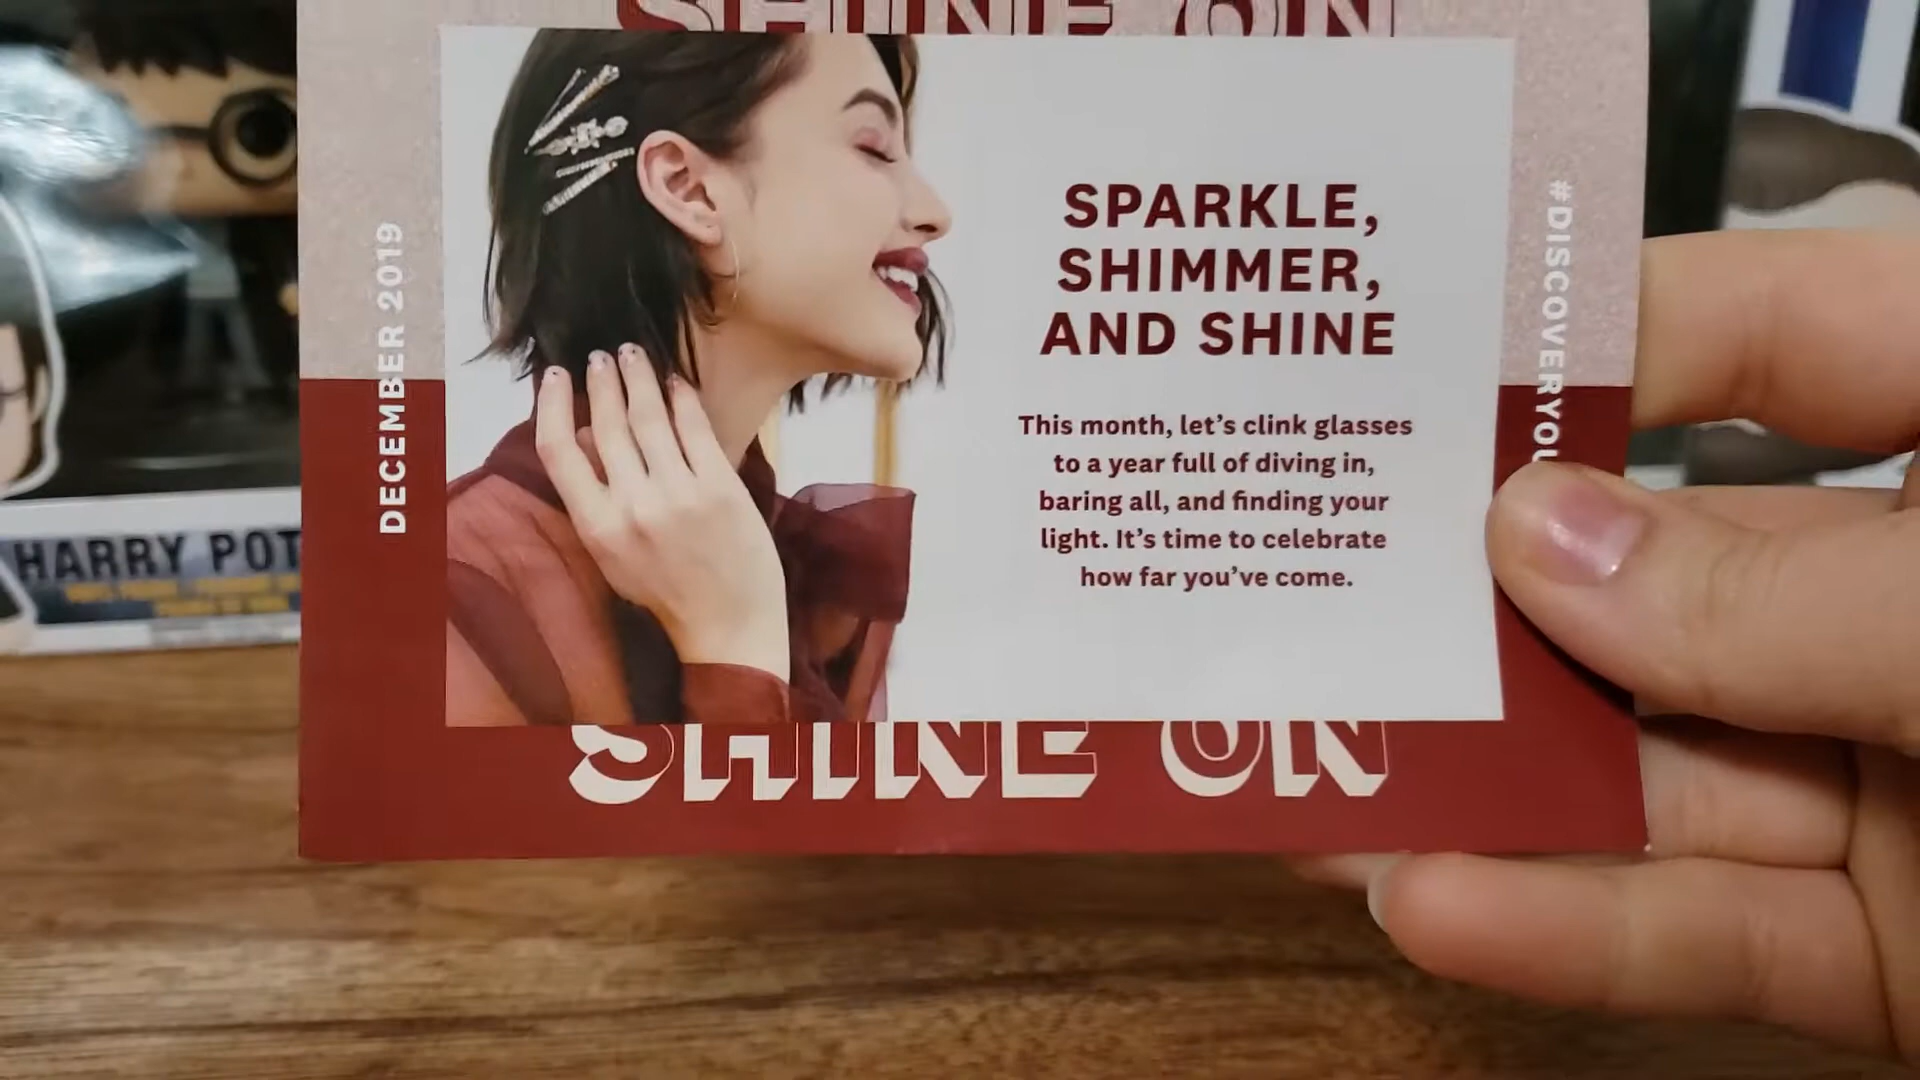 SHINE ON
DECEMBER 2019
SPARKLE,
SHIMMER,
AND SHINE
This month, let's clink glasses
to a year full of diving in,
baring all, and finding your
light. It's time to celebrate
how far you've come.
#DISCOVERYOU
SHINE ON
HARRY POT